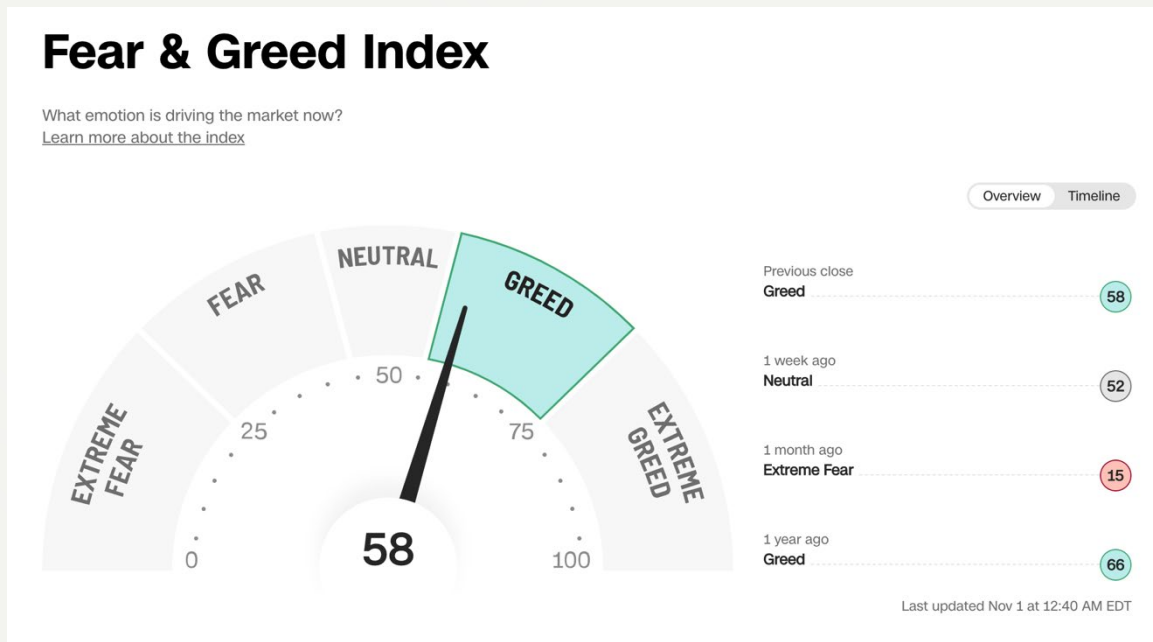 Fear & Greed Index
What emotion is driving the market now?
Learn more about the index
Overview
Timeline
EXTREME
FEAR
FEAR
NEUTRAL
GREED
EXTREME
GREED
0
25
50
75
100
58
Previous close
Greed
58
1 week ago
Neutral
52
1 month ago
Extreme Fear
15
1 year ago
Greed
66
Last updated Nov 1 at 12:40 AM EDT